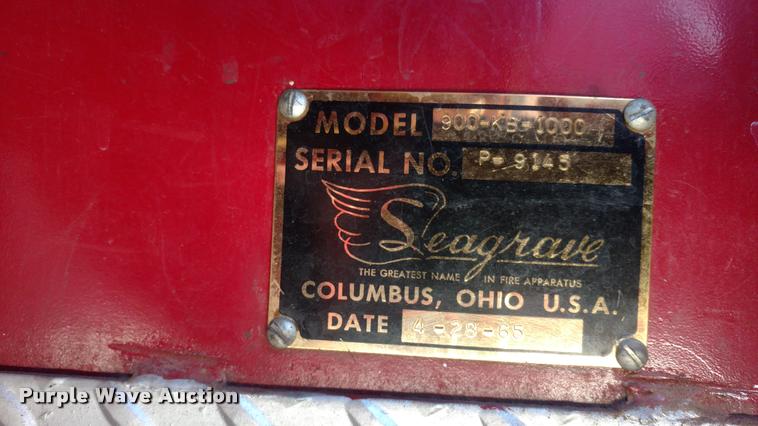 MODEL 900-KB-1000
SERIAL NO. P-9145
Seagrave
THE GREATEST NAME IN FIRE APPARATUS
COLUMBUS, OHIO U.S.A.
DATE 4-28-65
Purple Wave Auction